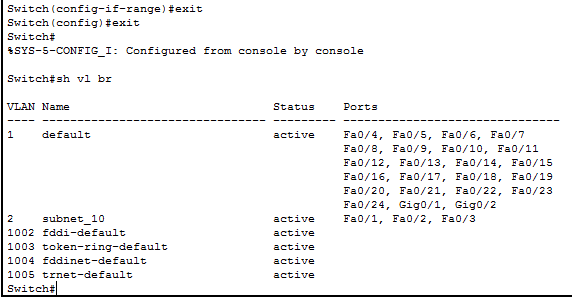 Switch(config-if-range)#exit
Switch(config)#exit
Switch#
%SYS-5-CONFIG_I: Configured from console by console
Switch#sh vl br
VLAN Name                             Status    Ports
---- -------------------------------- --------- -------------------------------
1    default                          active    Fa0/4, Fa0/5, Fa0/6, Fa0/7
                                                Fa0/8, Fa0/9, Fa0/10, Fa0/11
                                                Fa0/12, Fa0/13, Fa0/14, Fa0/15
                                                Fa0/16, Fa0/17, Fa0/18, Fa0/19
                                                Fa0/20, Fa0/21, Fa0/22, Fa0/23
                                                Fa0/24, Gig0/1, Gig0/2
2    subnet_10                        active    Fa0/1, Fa0/2, Fa0/3
1002 fddi-default                     active
1003 token-ring-default               active
1004 fddinet-default                  active
1005 trnet-default                    active
Switch#